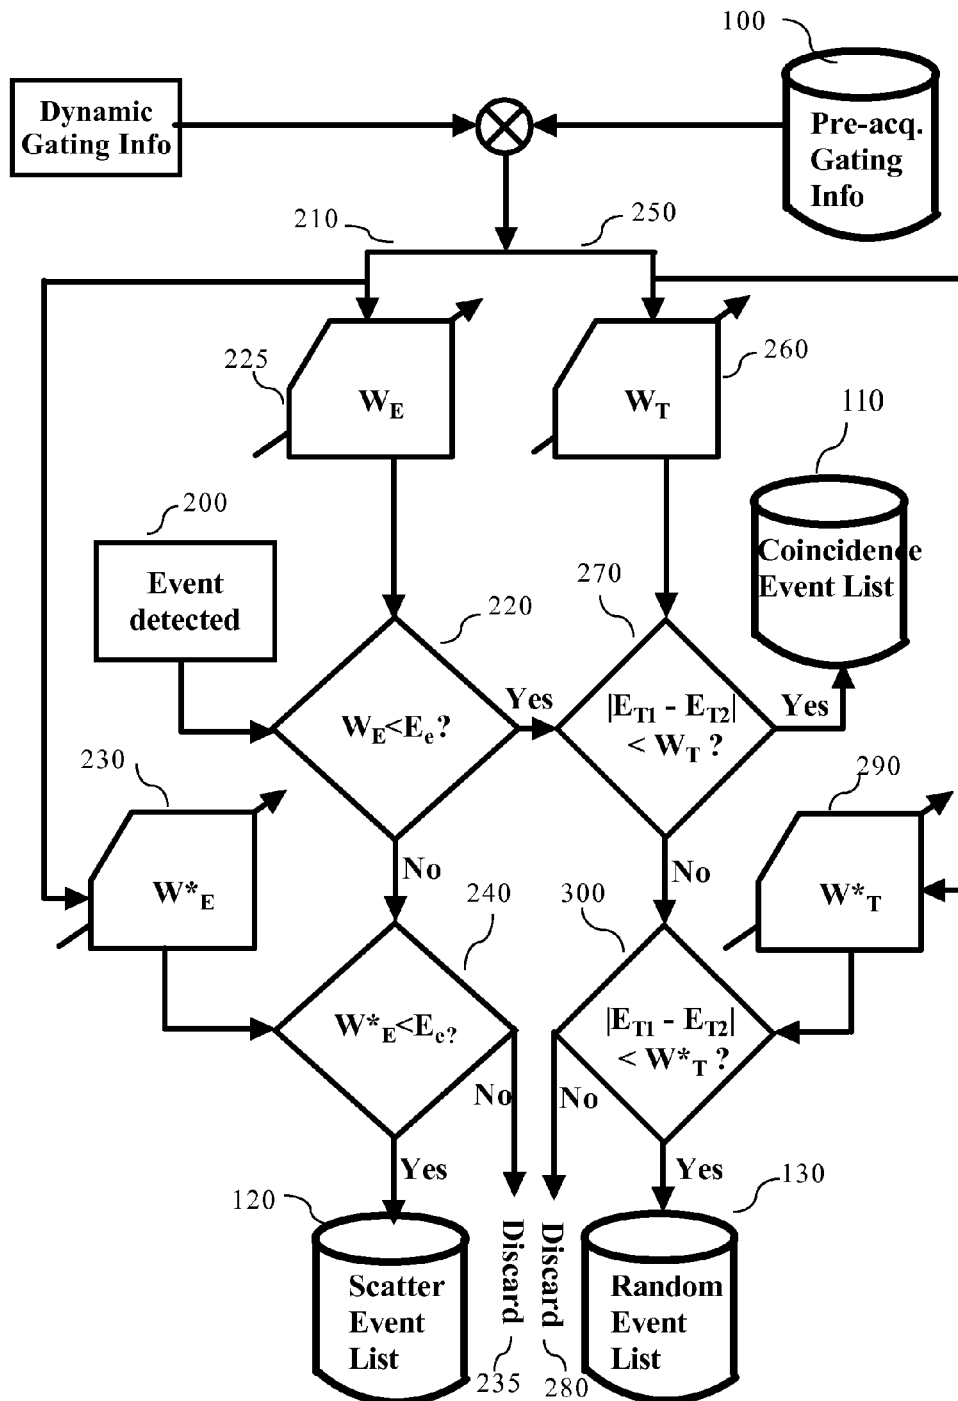 100
Dynamic
Gating Info
Pre-acq.
Gating
Info
210
250
225
W_E
W_T
260
110
200
Event
detected
Coincidence
Event List
220
270
W_E<E_e?
Yes
|E_T1 - E_T2|
< W_T ?
Yes
230
290
No
No
W*_E
240
300
W*_T
W*_E<E_e?
|E_T1 - E_T2|
< W*_T ?
No
No
Yes
Yes
120
130
Scatter
Event
List
Discard
235
Discard
280
Random
Event
List